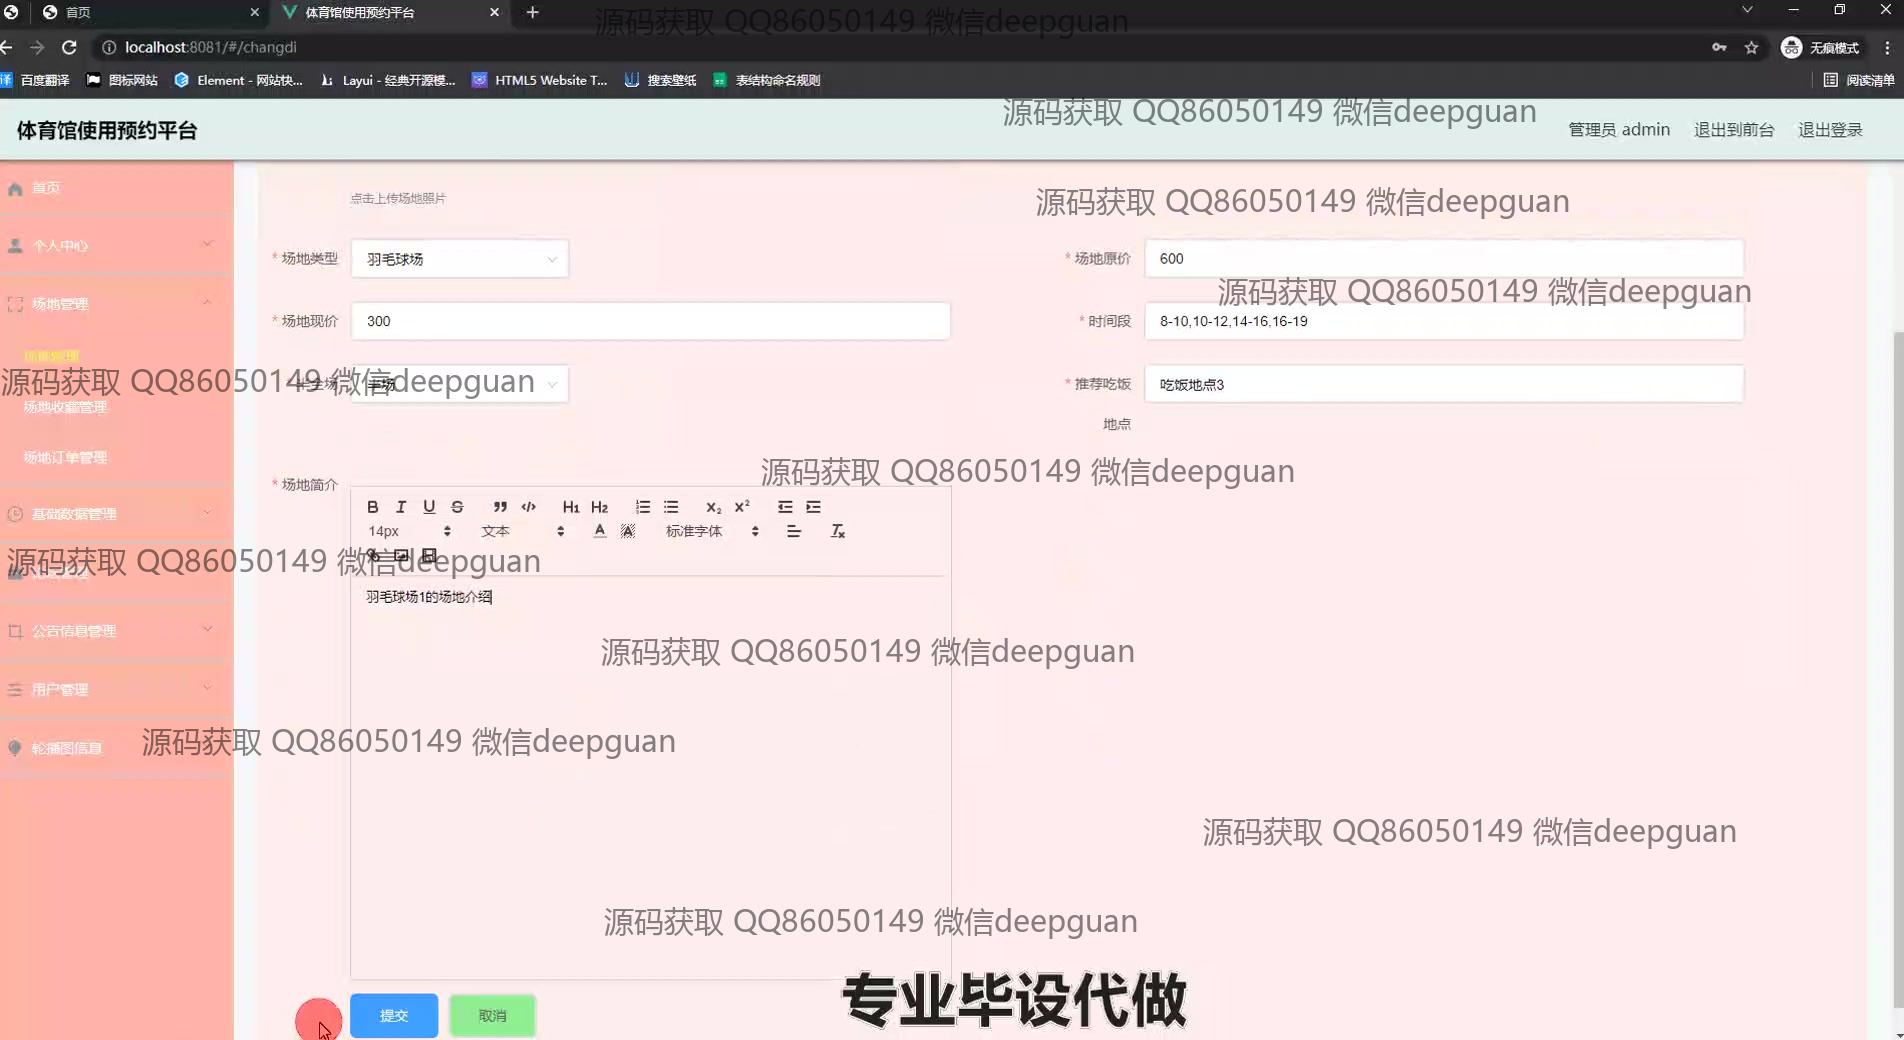 首页
体育馆使用预约平台
源码获取 QQ86050149 微信deepguan
localhost:8081/#/changdi
无痕模式
百度翻译
图标网站
Element - 网站快...
Layui - 经典开源模...
HTML5 Website T...
搜索壁纸
表结构命名规则
阅读清单
体育馆使用预约平台
源码获取 QQ86050149 微信deepguan
管理员 admin
退出到前台
退出登录
首页
点击上传场地照片
源码获取 QQ86050149 微信deepguan
个人中心
* 场地类型
羽毛球场
* 场地原价
600
场地管理
源码获取 QQ86050149 微信deepguan
* 场地现价
300
* 时间段
8-10,10-12,14-16,16-19
源码获取 QQ86050149 微信deepguan
半场
* 推荐吃饭
地点
吃饭地点3
场地收藏管理
场地订单管理
源码获取 QQ86050149 微信deepguan
* 场地简介
B I U S H1 H2 X₂ X²
14px 文本 A A 标准字体
基础数据管理
源码获取 QQ86050149 微信deepguan
羽毛球场1的场地介绍
公告信息管理
源码获取 QQ86050149 微信deepguan
用户管理
轮播图信息
源码获取 QQ86050149 微信deepguan
源码获取 QQ86050149 微信deepguan
源码获取 QQ86050149 微信deepguan
专业毕设代做
提交
取消